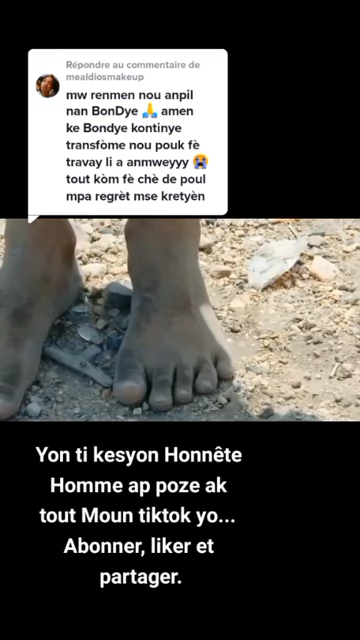 Répondre au commentaire de
mealdiosmakeup
mw renmen nou anpil
nan BonDye 🙏 amen
ke Bondye kontinye
transfòme nou pouk fè
travay li a anmweyyy 😭
tout kòm fè chè de poul
mpa regrèt mse kretyèn
Yon ti kesyon Honnête
Homme ap poze ak
tout Moun tiktok yo...
Abonner, liker et
partager.